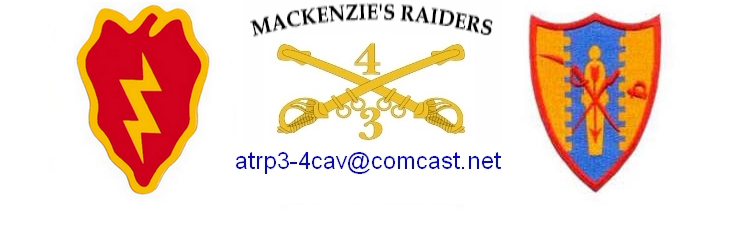 MACKENZIE'S RAIDERS
4
3
atrp3-4cav@comcast.net